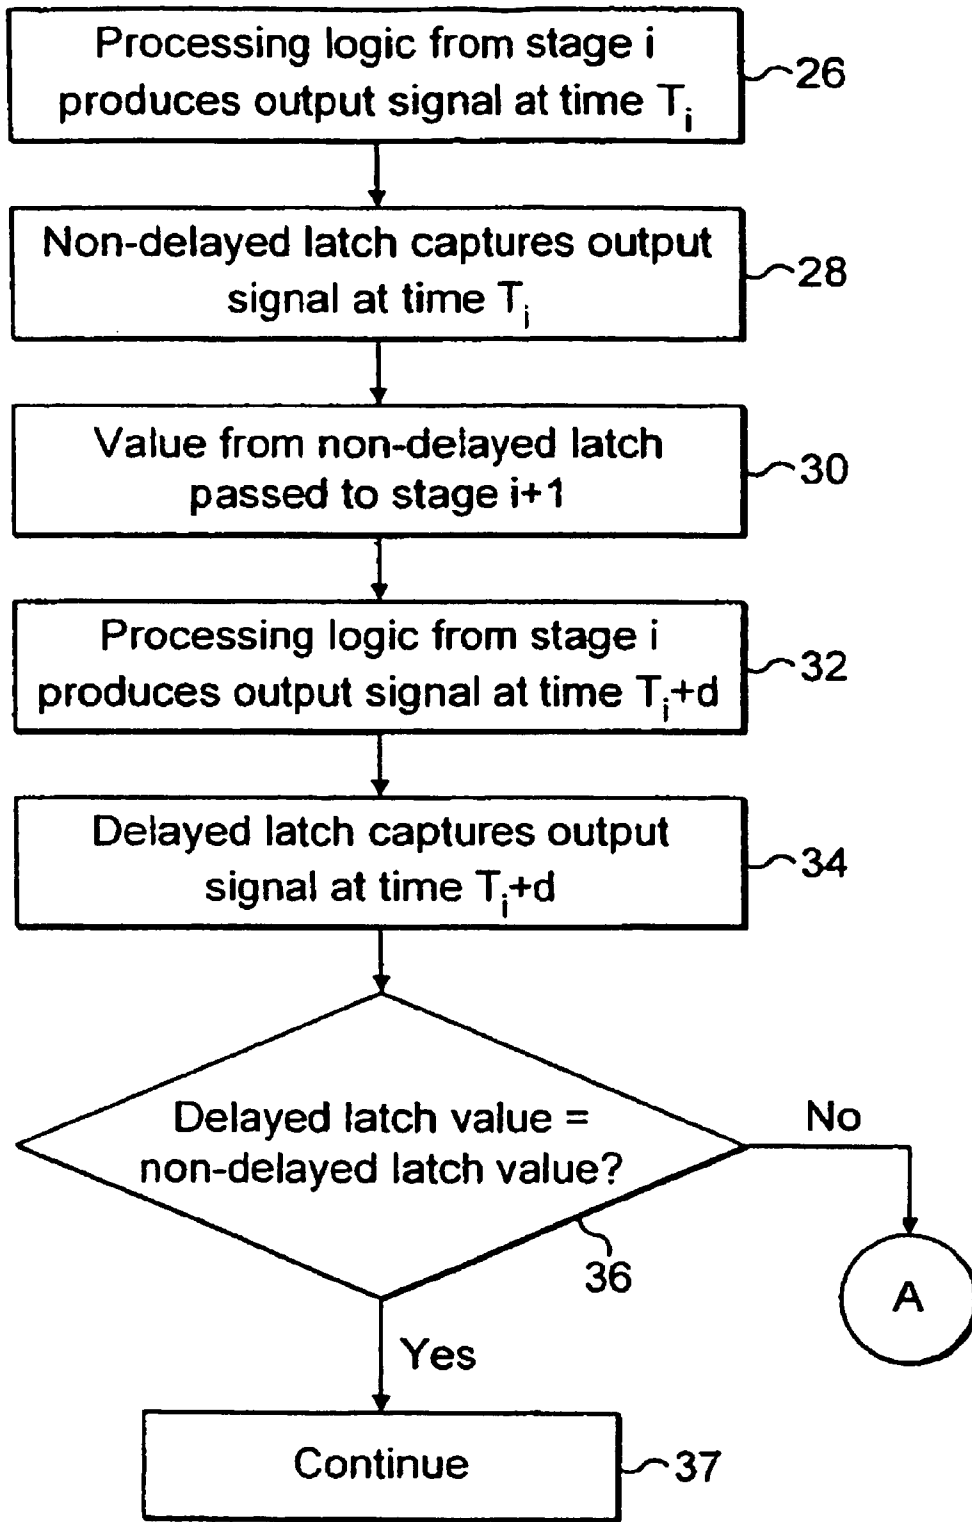 Processing logic from stage i
produces output signal at time Ti
26
Non-delayed latch captures output
signal at time Ti
28
Value from non-delayed latch
passed to stage i+1
30
Processing logic from stage i
produces output signal at time Ti+d
32
Delayed latch captures output
signal at time Ti+d
34
Delayed latch value =
non-delayed latch value?
No
36
A
Yes
Continue
37